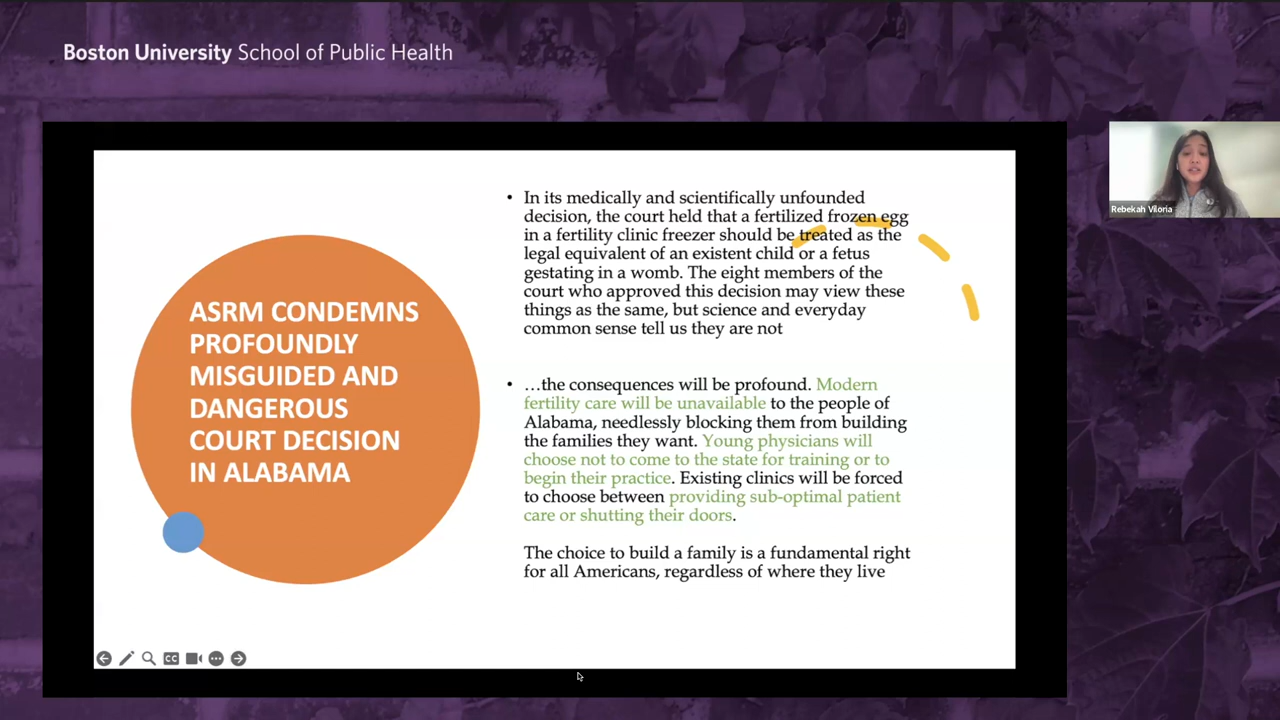 Boston University School of Public Health
Rebekah Viloria
ASRM CONDEMNS
PROFOUNDLY
MISGUIDED AND
DANGEROUS
COURT DECISION
IN ALABAMA
• In its medically and scientifically unfounded
decision, the court held that a fertilized frozen egg
in a fertility clinic freezer should be treated as the
legal equivalent of an existent child or a fetus
gestating in a womb. The eight members of the
court who approved this decision may view these
things as the same, but science and everyday
common sense tell us they are not
• …the consequences will be profound. Modern
fertility care will be unavailable to the people of
Alabama, needlessly blocking them from building
the families they want. Young physicians will
choose not to come to the state for training or to
begin their practice. Existing clinics will be forced
to choose between providing sub-optimal patient
care or shutting their doors.
The choice to build a family is a fundamental right
for all Americans, regardless of where they live
CC